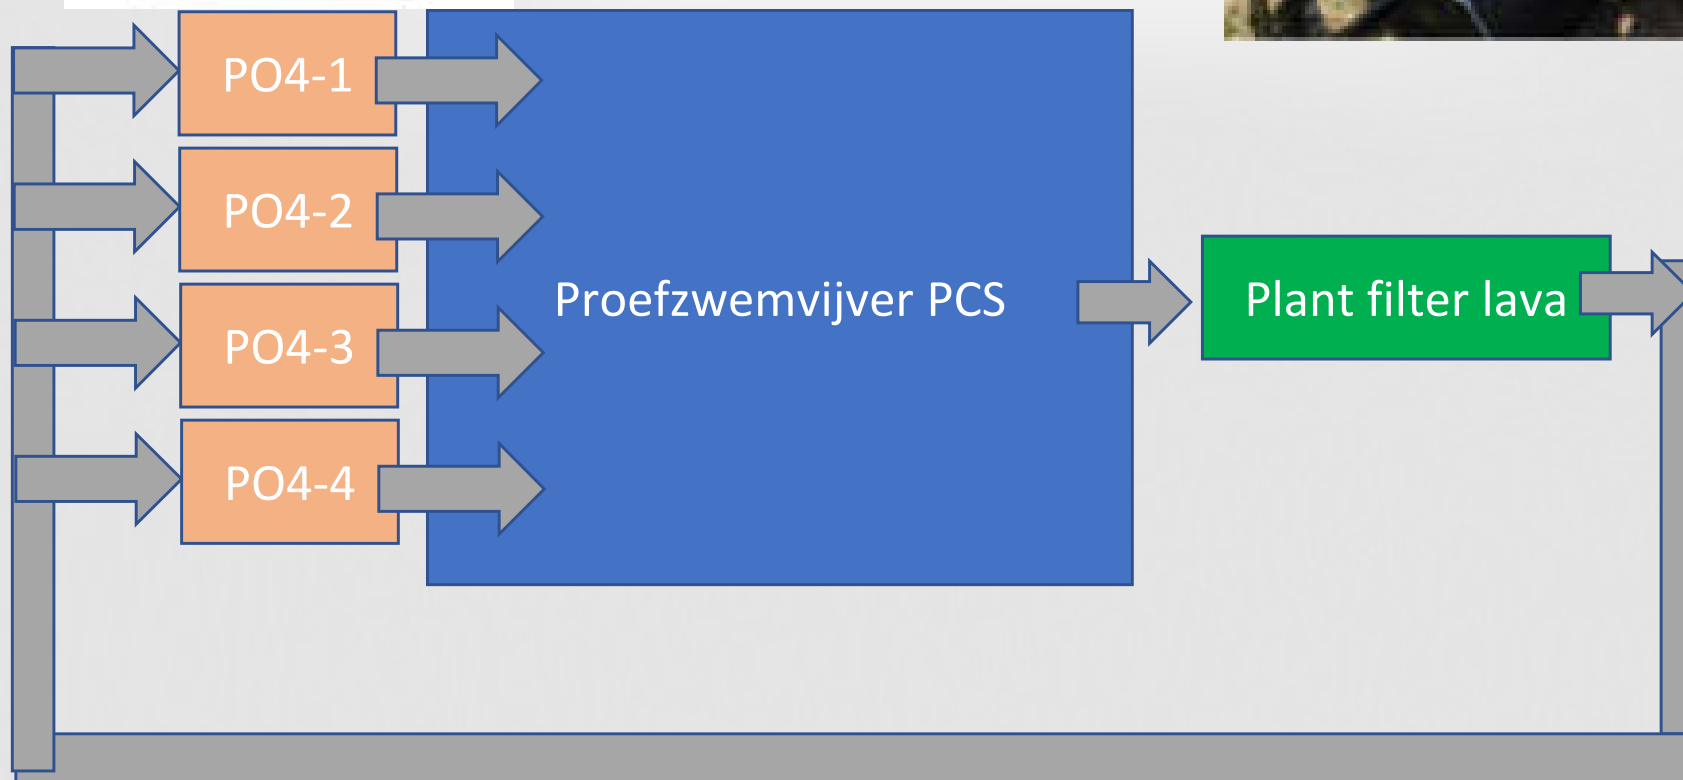 PO4-1
PO4-2
PO4-3
PO4-4
Proefzwemvijver PCS
Plant filter lava